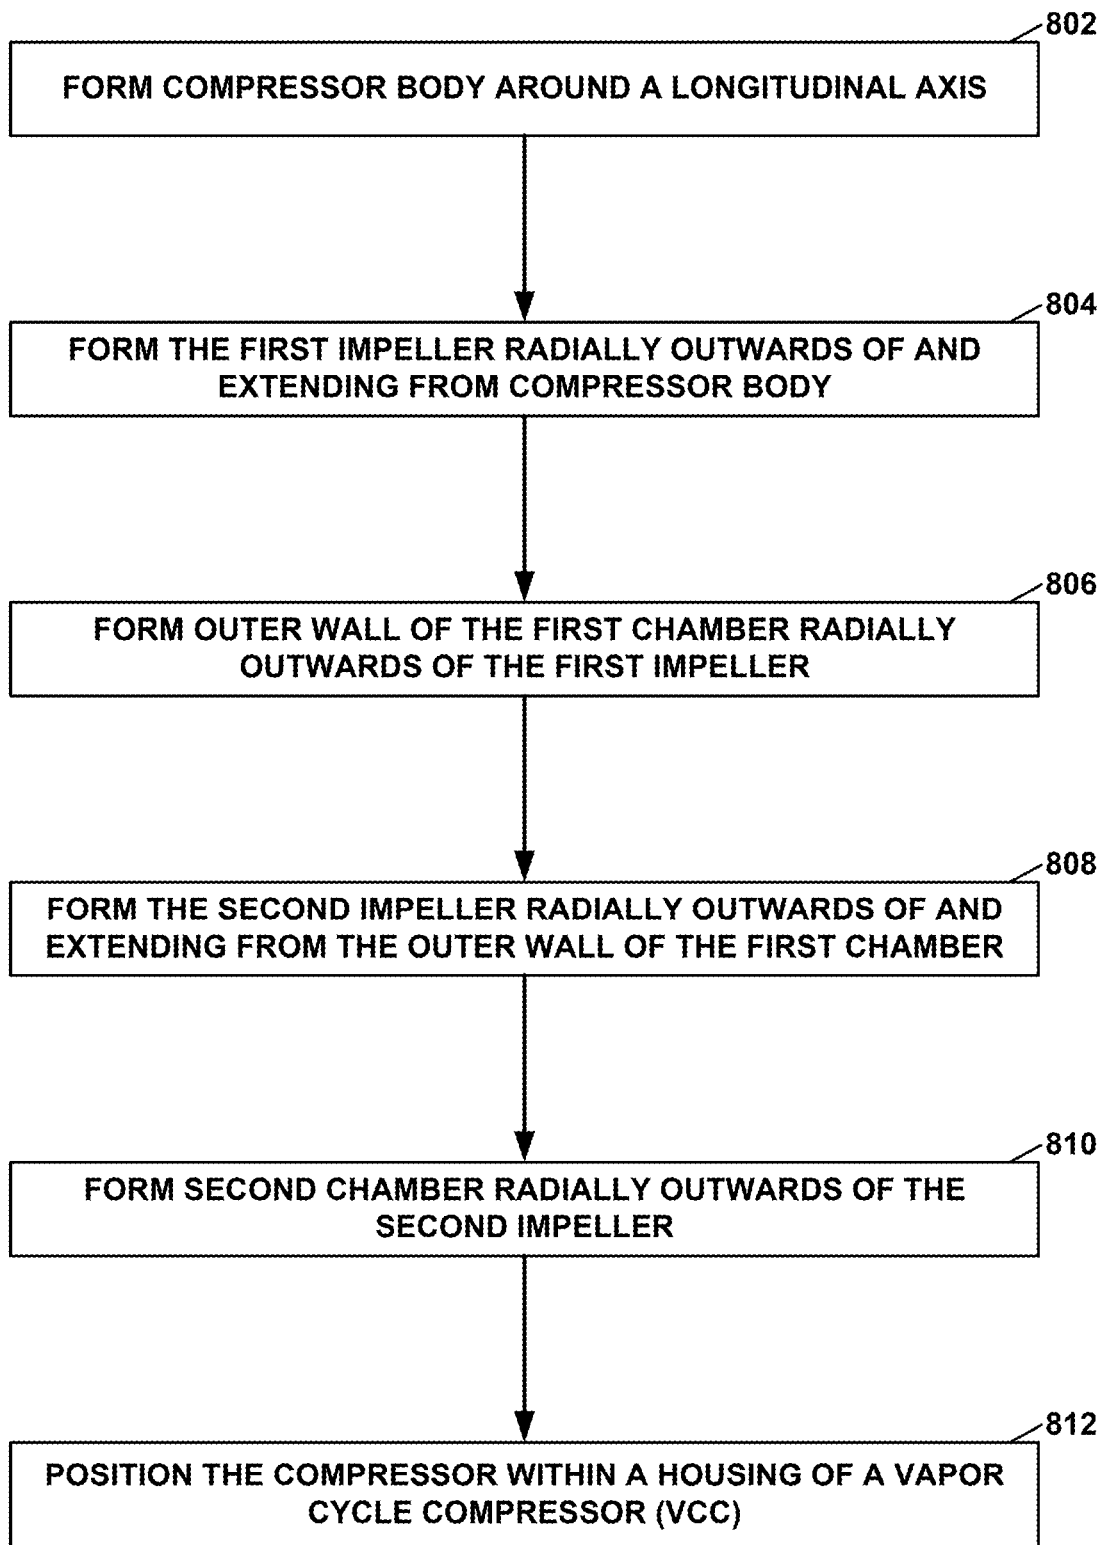 802
FORM COMPRESSOR BODY AROUND A LONGITUDINAL AXIS
804
FORM THE FIRST IMPELLER RADIALLY OUTWARDS OF AND
EXTENDING FROM COMPRESSOR BODY
806
FORM OUTER WALL OF THE FIRST CHAMBER RADIALLY
OUTWARDS OF THE FIRST IMPELLER
808
FORM THE SECOND IMPELLER RADIALLY OUTWARDS OF AND
EXTENDING FROM THE OUTER WALL OF THE FIRST CHAMBER
810
FORM SECOND CHAMBER RADIALLY OUTWARDS OF THE
SECOND IMPELLER
812
POSITION THE COMPRESSOR WITHIN A HOUSING OF A VAPOR
CYCLE COMPRESSOR (VCC)